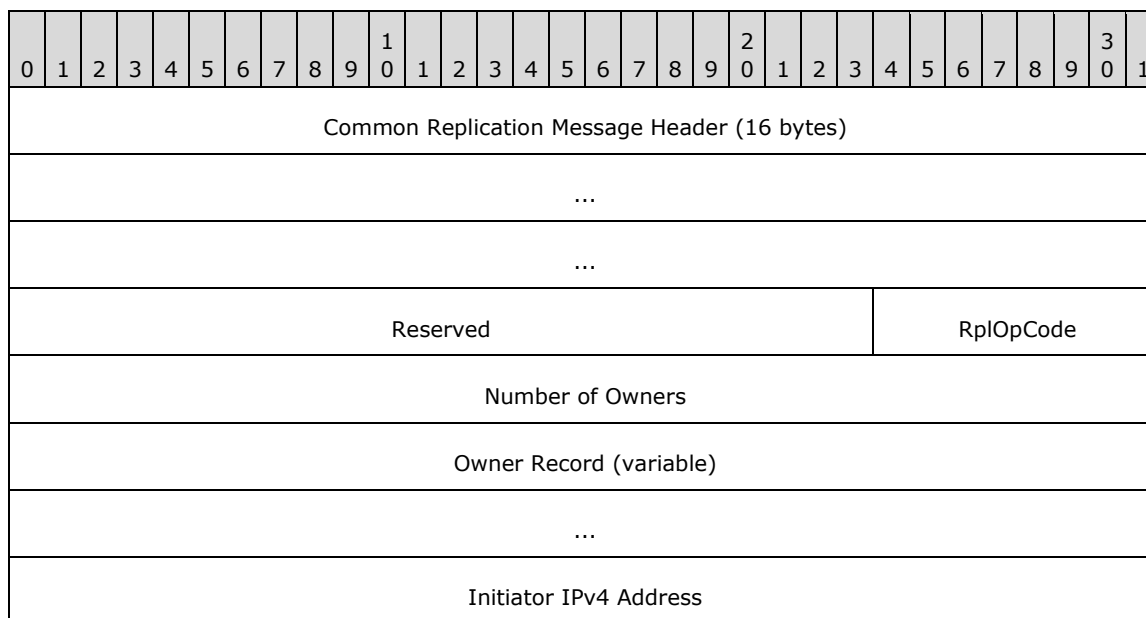 1 2 3
0 1 2 3 4 5 6 7 8 9 0 1 2 3 4 5 6 7 8 9 0 1 2 3 4 5 6 7 8 9 0 1
Common Replication Message Header (16 bytes)
...
...
Reserved RplOpCode
Number of Owners
Owner Record (variable)
...
Initiator IPv4 Address